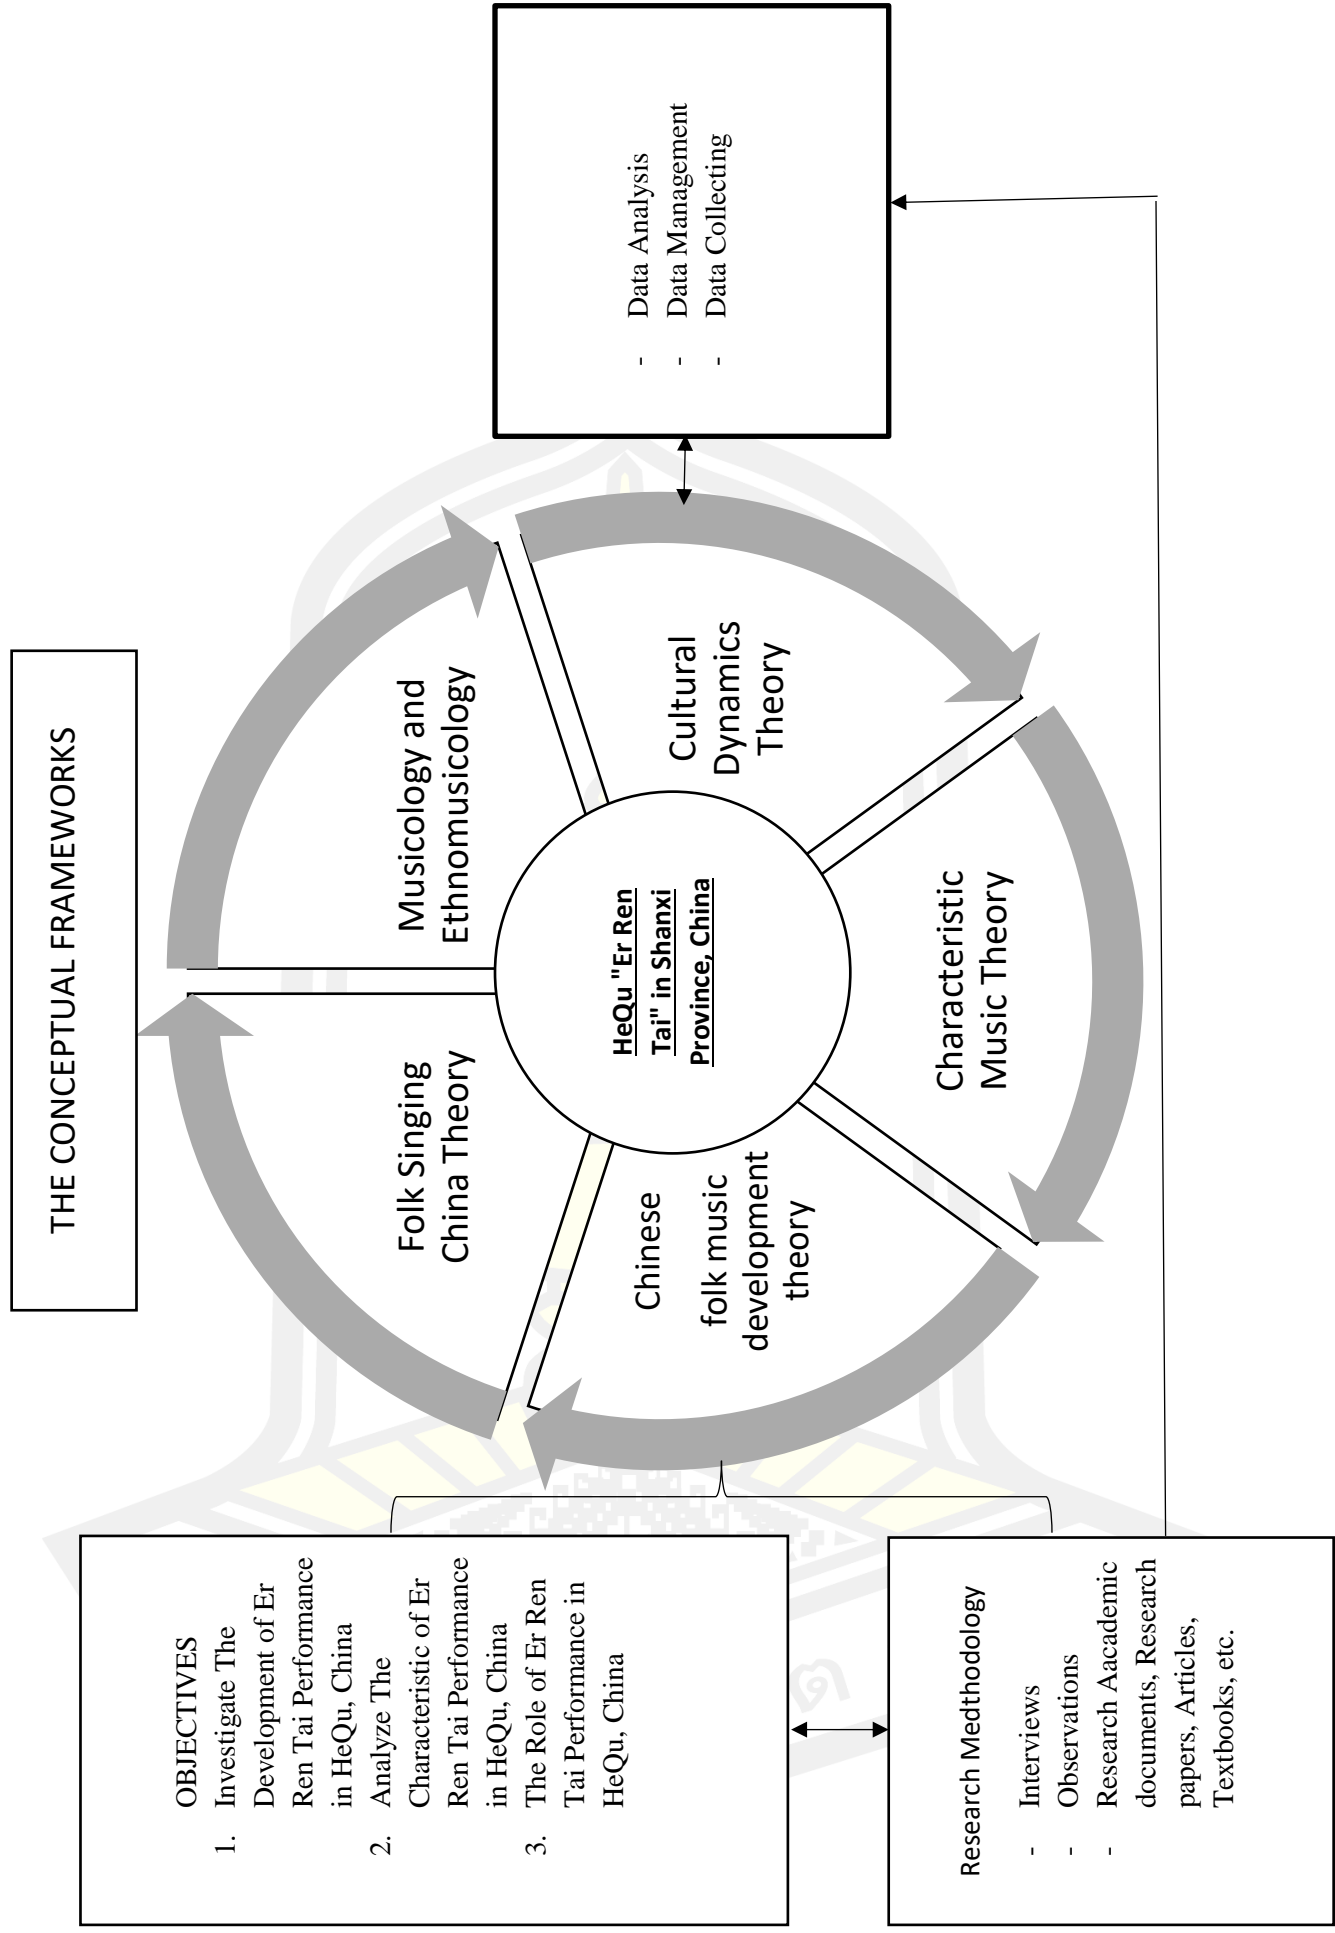 THE CONCEPTUAL FRAMEWORKS
OBJECTIVES
1. Investigate The
Development of Er
Ren Tai Performance
in HeQu, China
2. Analyze The
Characteristic of Er
Ren Tai Performance
in HeQu, China
3. The Role of Er Ren
Tai Performance in
HeQu, China
Research Medthodology
- Interviews
- Observations
- Research Aacademic
documents, Research
papers, Articles,
Textbooks, etc.
Folk Singing
China Theory
Musicology and
Ethnomusicology
Cultural
Dynamics
Theory
Characteristic
Music Theory
Chinese
folk music
development
theory
HeQu "Er Ren
Tai" in Shanxi
Province, China
- Data Analysis
- Data Management
- Data Collecting